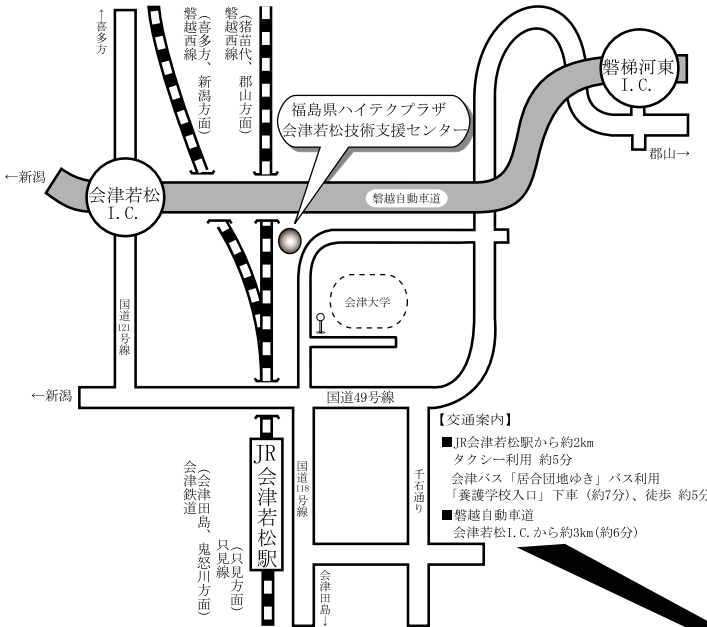 ↑喜多方
(喜多方、新潟方面)
磐越西線
(猪苗代、郡山方面)
磐越西線
福島県ハイテクプラザ
会津若松技術支援センター
磐梯河東
I.C.
郡山→
←新潟
会津若松
I.C.
磐越自動車道
会津大学
国道121号線
←新潟
国道49号線
JR会津若松駅
国道118号線
千石通り
(会津田島、鬼怒川方面)
会津鉄道
(只見方面)
只見線
会津田島→
【交通案内】
■JR会津若松駅から約2km
タクシー利用 約5分
会津バス「居合団地ゆき」バス利用
「養護学校入口」下車 (約7分)、徒歩 約5分
■磐越自動車道
会津若松I.C.から約3km(約6分)